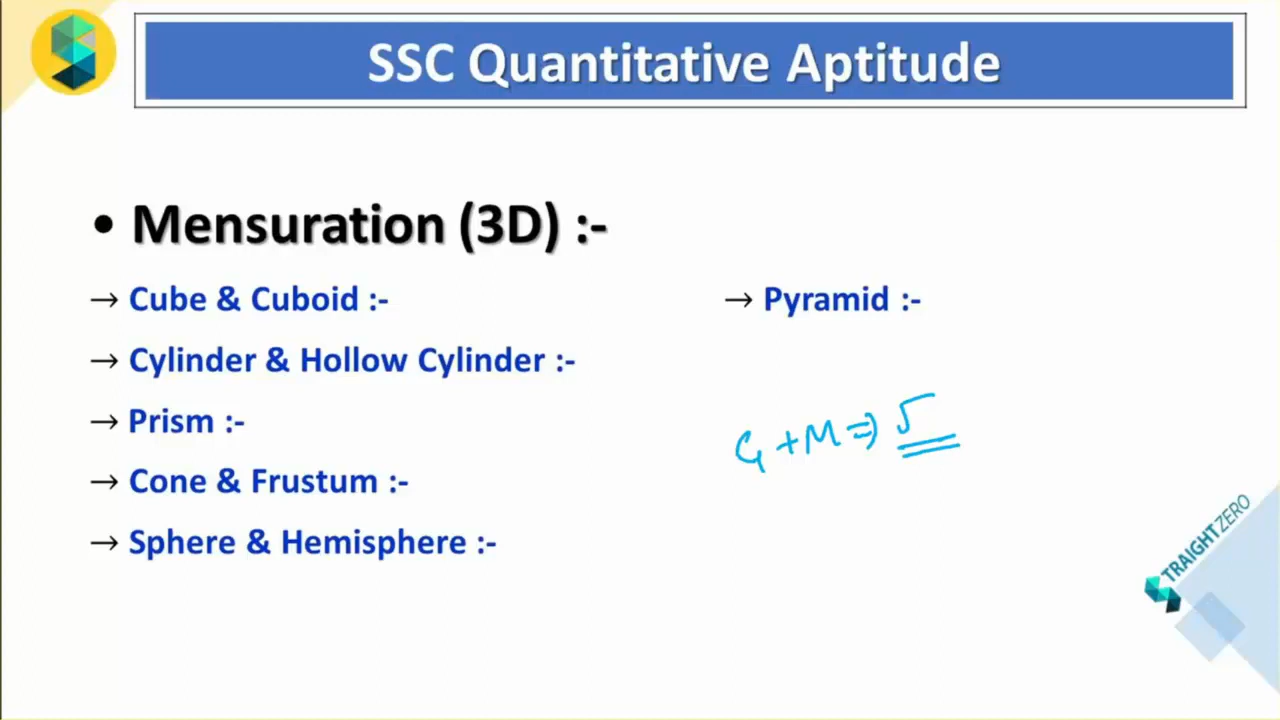 SSC Quantitative Aptitude
• Mensuration (3D) :-
→ Cube & Cuboid :-
→ Cylinder & Hollow Cylinder :-
→ Prism :-
→ Cone & Frustum :-
→ Sphere & Hemisphere :-
→ Pyramid :-
G + M ⇒ √
TRAIGHTZERO